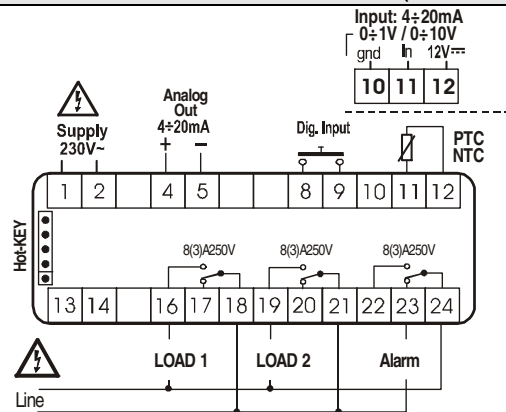 Input: 4÷20mA
0÷1V / 0÷10V
gnd In 12V
10 11 12
Supply
230V~
Analog
Out
4÷20mA
+ −
Dig. Input
PTC
NTC
1 2 4 5 8 9 10 11 12
Hot-KEY
8(3)A250V 8(3)A250V 8(3)A250V
13 14 16 17 18 19 20 21 22 23 24
LOAD 1 LOAD 2 Alarm
Line